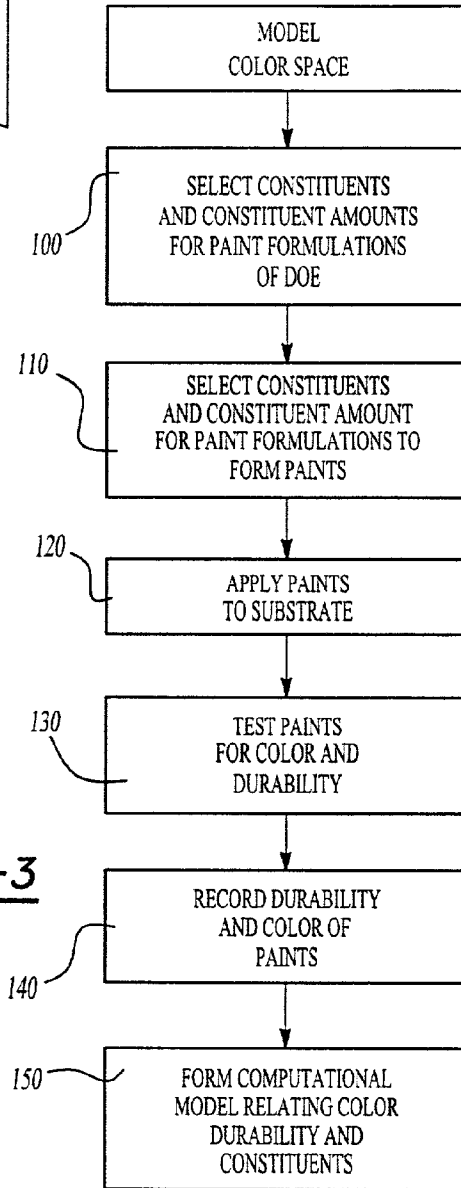 MODEL
COLOR SPACE
100
SELECT CONSTITUENTS
AND CONSTITUENT AMOUNTS
FOR PAINT FORMULATIONS
OF DOE
110
SELECT CONSTITUENTS
AND CONSTITUENT AMOUNT
FOR PAINT FORMULATIONS TO
FORM PAINTS
120
APPLY PAINTS
TO SUBSTRATE
130
TEST PAINTS
FOR COLOR AND
DURABILITY
-3
140
RECORD DURABILITY
AND COLOR OF
PAINTS
150
FORM COMPUTATIONAL
MODEL RELATING COLOR
DURABILITY AND
CONSTITUENTS